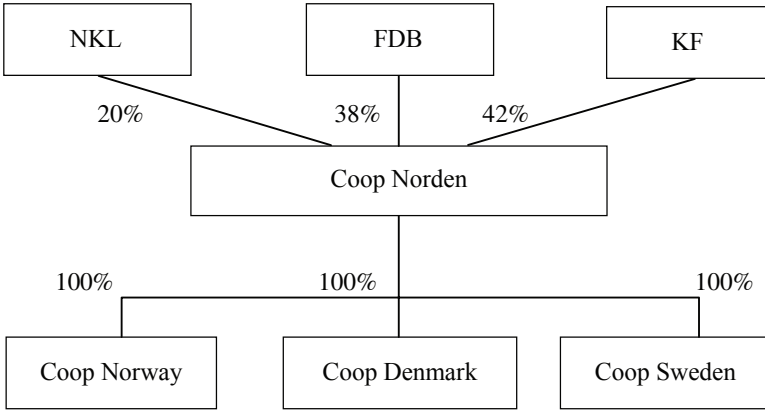 NKL
FDB
KF
20%
38%
42%
Coop Norden
100%
100%
100%
Coop Norway
Coop Denmark
Coop Sweden